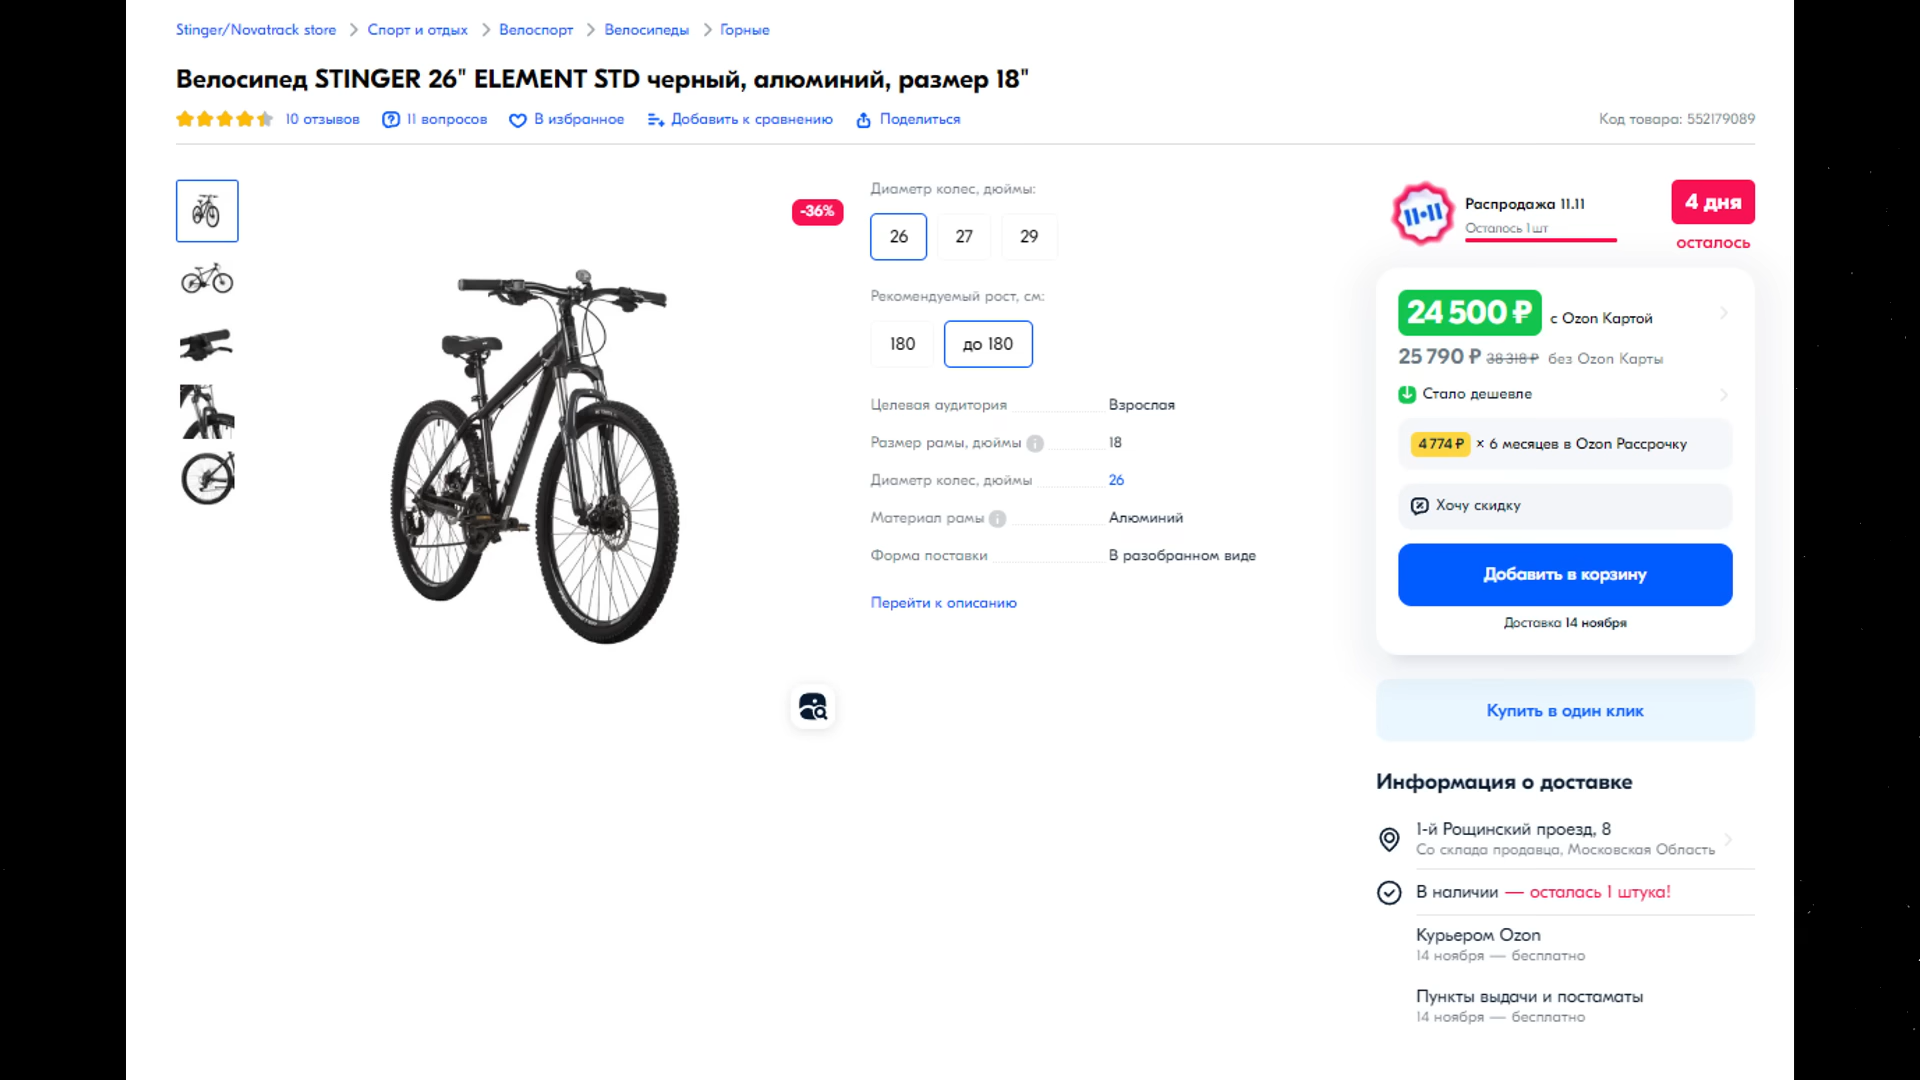 Stinger/Novatrack store > Спорт и отдых > Велоспорт > Велосипеды > Горные
Велосипед STINGER 26" ELEMENT STD черный, алюминий, размер 18"
10 отзывов 11 вопросов В избранное Добавить к сравнению Поделиться
Код товара: 552179089
-36%
Диаметр колес, дюймы:
26 27 29
Рекомендуемый рост, см:
180 до 180
Целевая аудитория Взрослая
Размер рамы, дюймы 18
Диаметр колес, дюймы 26
Материал рамы Алюминий
Форма поставки В разобранном виде
Перейти к описанию
11·11
Распродажа 11.11
Осталось 1 шт
4 дня
осталось
24 500 ₽ с Ozon Картой
25 790 ₽ 38 318 ₽ без Ozon Карты
Стало дешевле
4 774 ₽ × 6 месяцев в Ozon Рассрочку
Хочу скидку
Добавить в корзину
Доставка 14 ноября
Купить в один клик
Информация о доставке
1-й Рощинский проезд, 8
Со склада продавца, Московская Область
В наличии — осталась 1 штука!
Курьером Ozon
14 ноября — бесплатно
Пункты выдачи и постаматы
14 ноября — бесплатно